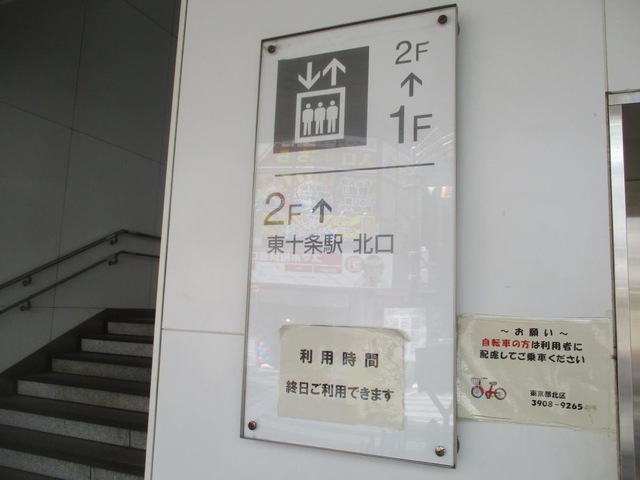 2F
↑
1F
2F ↑
東十条駅 北口
利用時間
終日ご利用できます
～お願い～
自転車の方は利用者に
配慮してご乗車ください
東京都北区
3908-9265